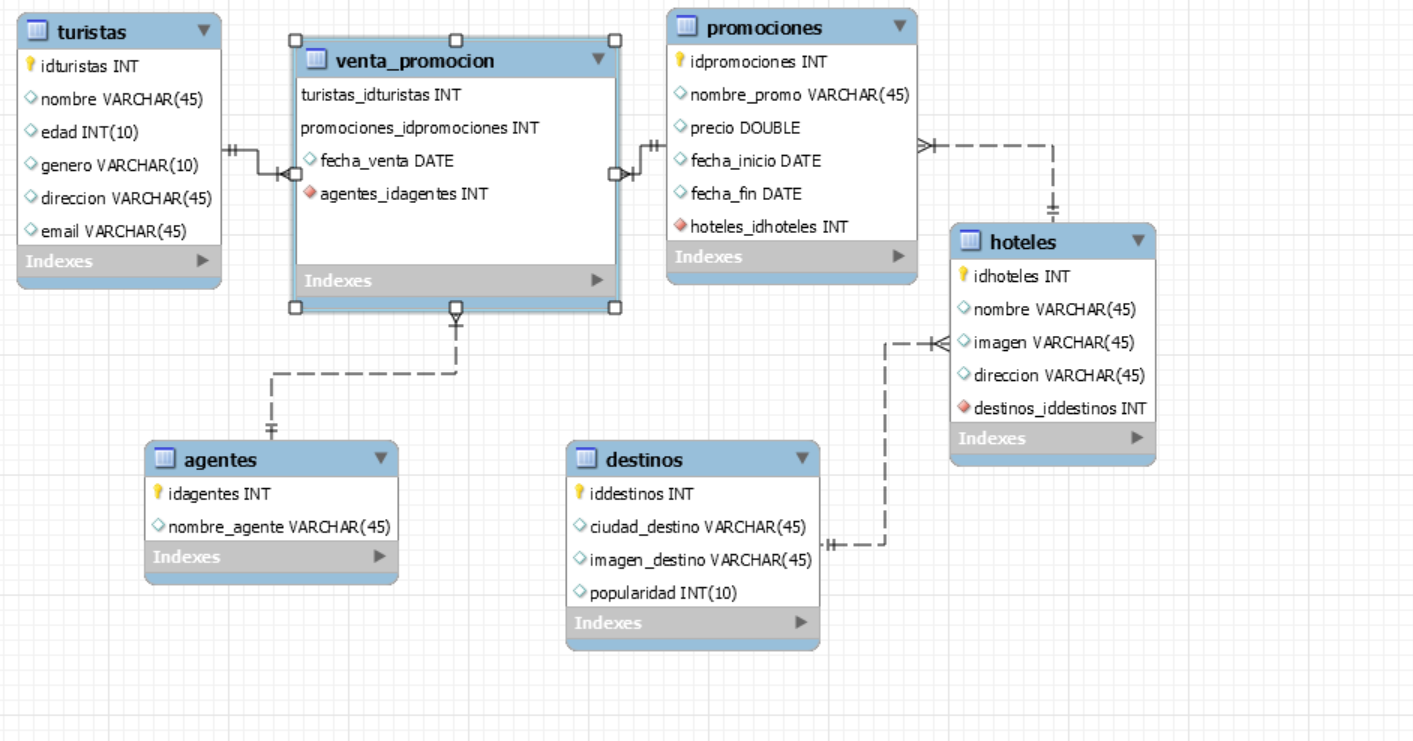 turistas
idturistas INT
nombre VARCHAR(45)
edad INT(10)
genero VARCHAR(10)
direccion VARCHAR(45)
email VARCHAR(45)
Indexes
venta_promocion
turistas_idturistas INT
promociones_idpromociones INT
fecha_venta DATE
agentes_idagentes INT
Indexes
promociones
idpromociones INT
nombre_promo VARCHAR(45)
precio DOUBLE
fecha_inicio DATE
fecha_fin DATE
hoteles_idhoteles INT
Indexes
hoteles
idhoteles INT
nombre VARCHAR(45)
imagen VARCHAR(45)
direccion VARCHAR(45)
destinos_iddestinos INT
Indexes
agentes
idagentes INT
nombre_agente VARCHAR(45)
Indexes
destinos
iddestinos INT
ciudad_destino VARCHAR(45)
imagen_destino VARCHAR(45)
popularidad INT(10)
Indexes